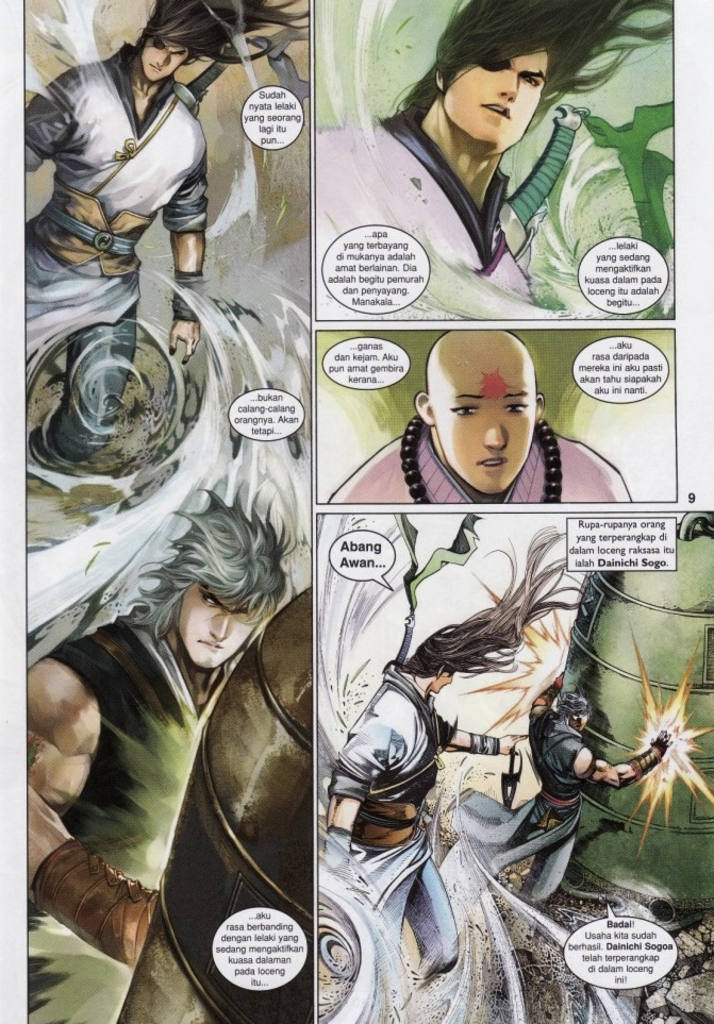 Sudah
nyata lelaki
yang seorang
lagi itu
pun...
...bukan
calang-calang
orangnya. Akan
tetapi...
...aku
rasa berbanding
dengan lelaki yang
sedang mengaktifkan
kuasa dalaman
pada loceng
itu...
...lelaki
yang sedang
mengaktifkan
kuasa dalam pada
loceng itu adalah
begitu...
...apa
yang terbayang
di mukanya adalah
amat berlainan. Dia
adalah begitu pemurah
dan penyayang.
Manakala...
...ganas
dan kejam. Aku
pun amat gembira
kerana...
...aku
rasa daripada
mereka ini aku pasti
akan tahu siapakah
aku ini nanti.
9
Abang
Awan...
Rupa-rupanya orang
yang terperangkap di
dalam loceng raksasa itu
ialah Dainichi Sogo.
Badai!
Usaha kita sudah
berhasil. Dainichi Sogoa
telah terperangkap
di dalam loceng
ini!